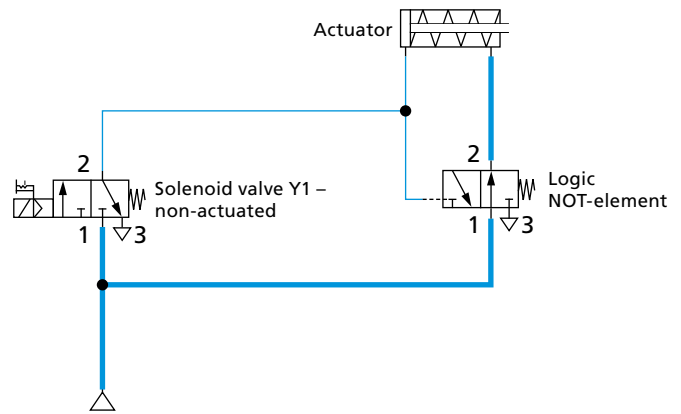 Actuator
2
Solenoid valve Y1 –
non-actuated
1
3
2
Logic
NOT-element
1
3